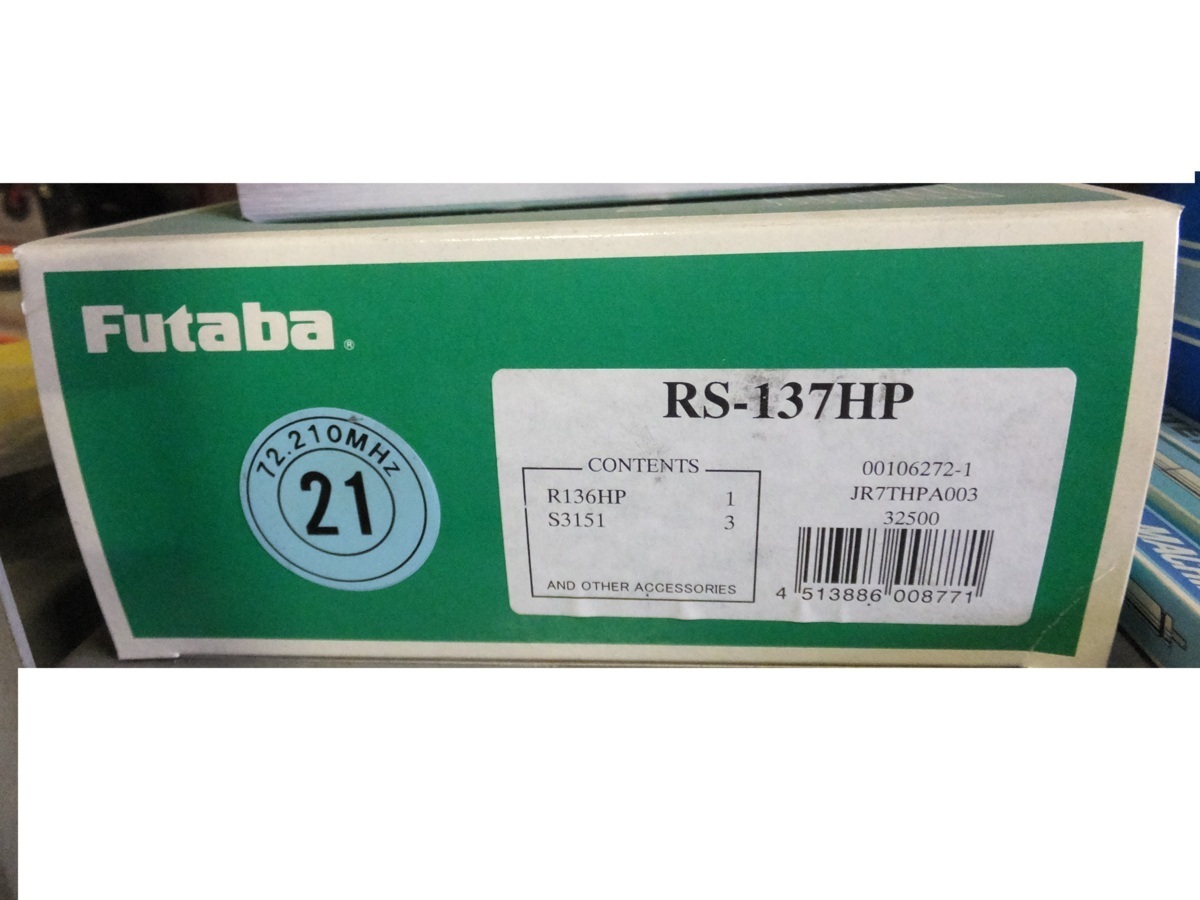 Futaba®
72.210MHz
21
RS-137HP
CONTENTS
R136HP 1
S3151 3
AND OTHER ACCESSORIES
00106272-1
JR7THPA003
32500
4 513886 008771